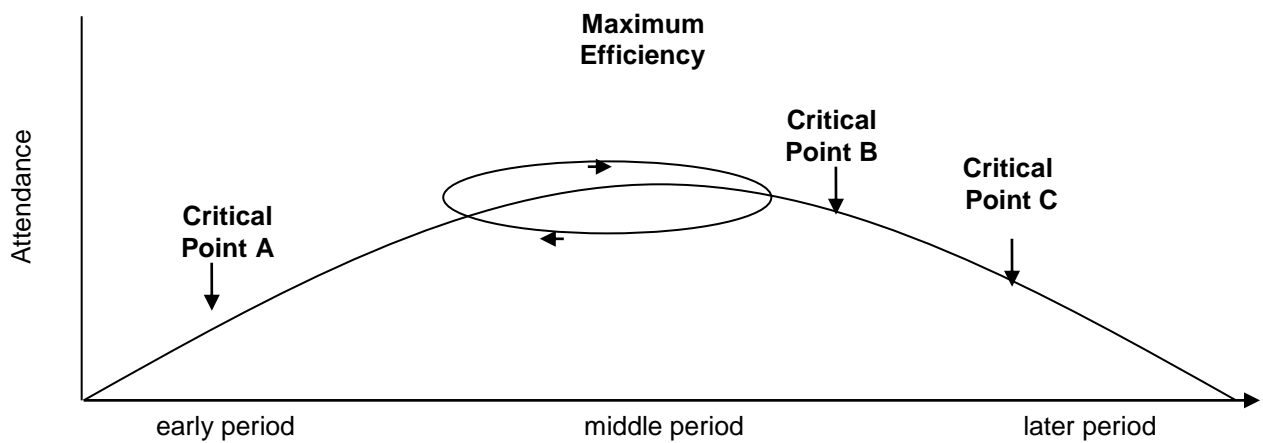 Maximum
Efficiency
Critical
Point B
Critical
Point C
Attendance
Critical
Point A
early period
middle period
later period